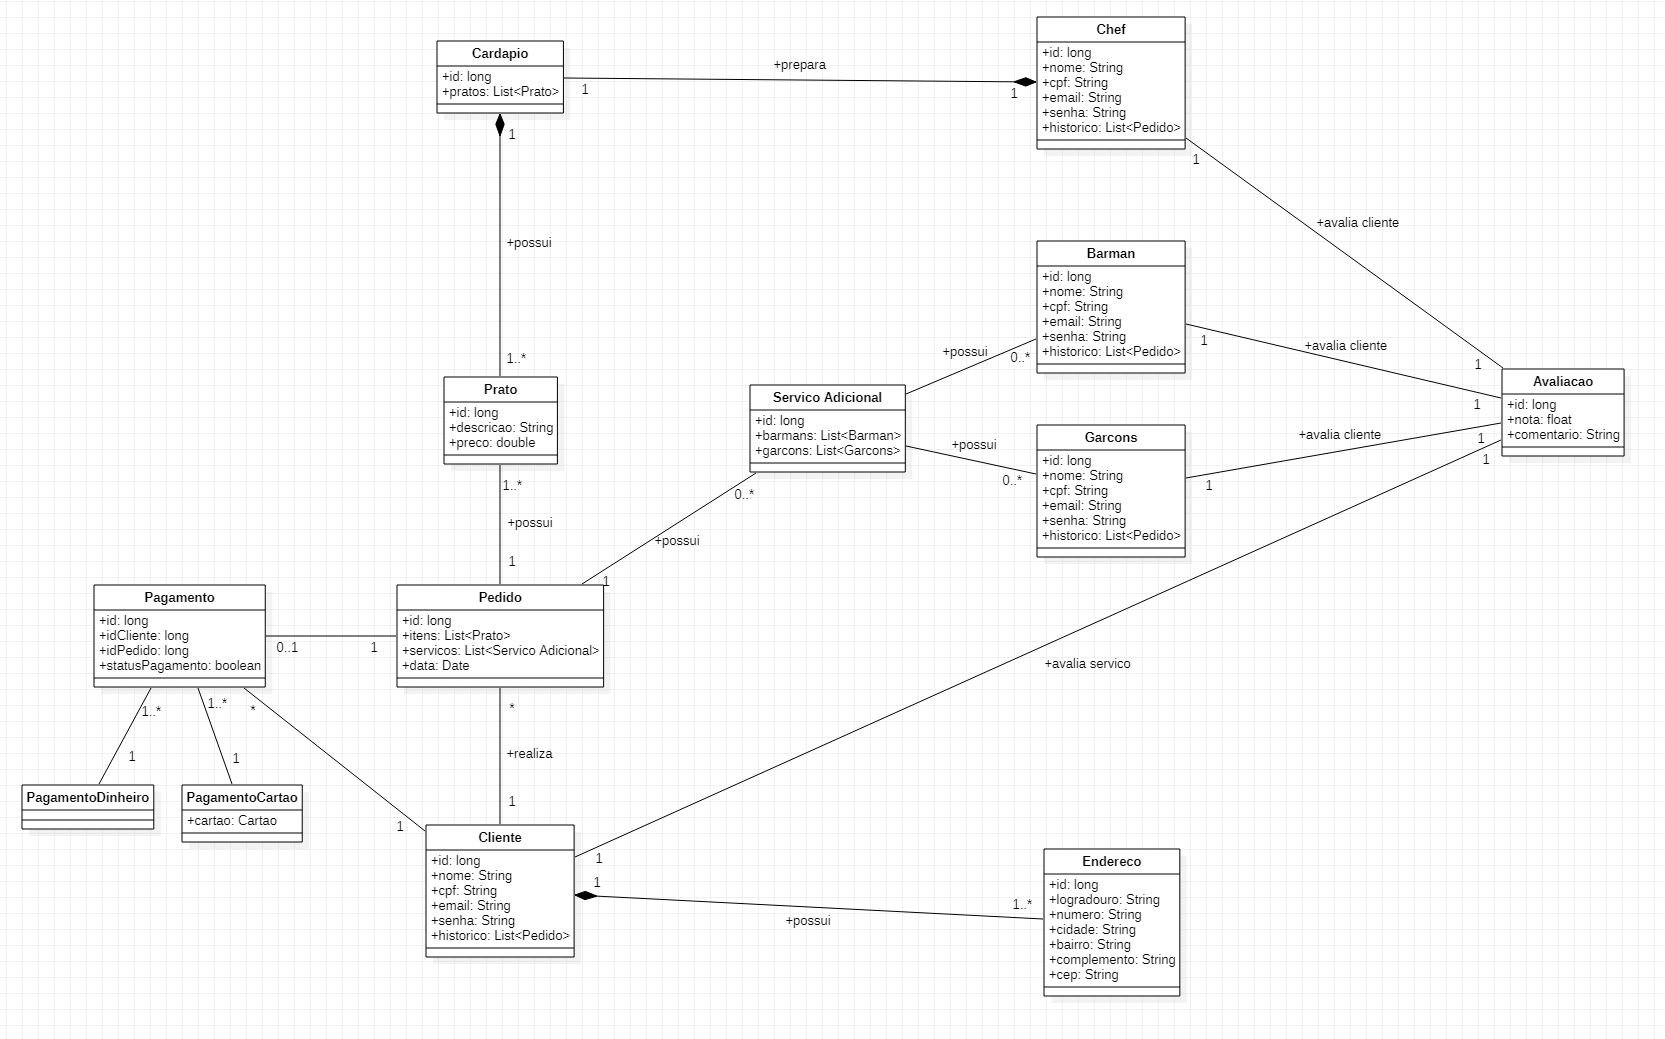 Cardapio
+id: long
+pratos: List<Prato>
+prepara
1
1
Chef
+id: long
+nome: String
+cpf: String
+email: String
+senha: String
+historico: List<Pedido>
1
+possui
1..*
1
+avalia cliente
1
Barman
+id: long
+nome: String
+cpf: String
+email: String
+senha: String
+historico: List<Pedido>
1
+avalia cliente
1
Prato
+id: long
+descricao: String
+preco: double
Servico Adicional
+id: long
+barmans: List<Barman>
+garcons: List<Garcons>
+possui
0..*
+possui
0..*
Garcons
+id: long
+nome: String
+cpf: String
+email: String
+senha: String
+historico: List<Pedido>
+avalia cliente
1
1
Avaliacao
+id: long
+nota: float
+comentario: String
1
1..*
+possui
1
0..*
+possui
1
Pagamento
+id: long
+idCliente: long
+idPedido: long
+statusPagamento: boolean
0..1
1
Pedido
+id: long
+itens: List<Prato>
+servicos: List<Servico Adicional>
+data: Date
+avalia servico
1..*
1..*
*
*
+realiza
1
1
1
1
PagamentoDinheiro
PagamentoCartao
+cartao: Cartao
Cliente
+id: long
+nome: String
+cpf: String
+email: String
+senha: String
+historico: List<Pedido>
1
1
+possui
1..*
Endereco
+id: long
+logradouro: String
+numero: String
+cidade: String
+bairro: String
+complemento: String
+cep: String